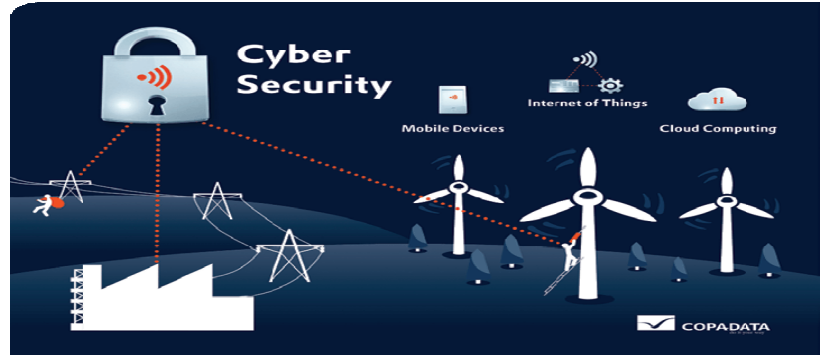 Cyber
Security
Mobile Devices
Internet of Things
Cloud Computing
COPADATA